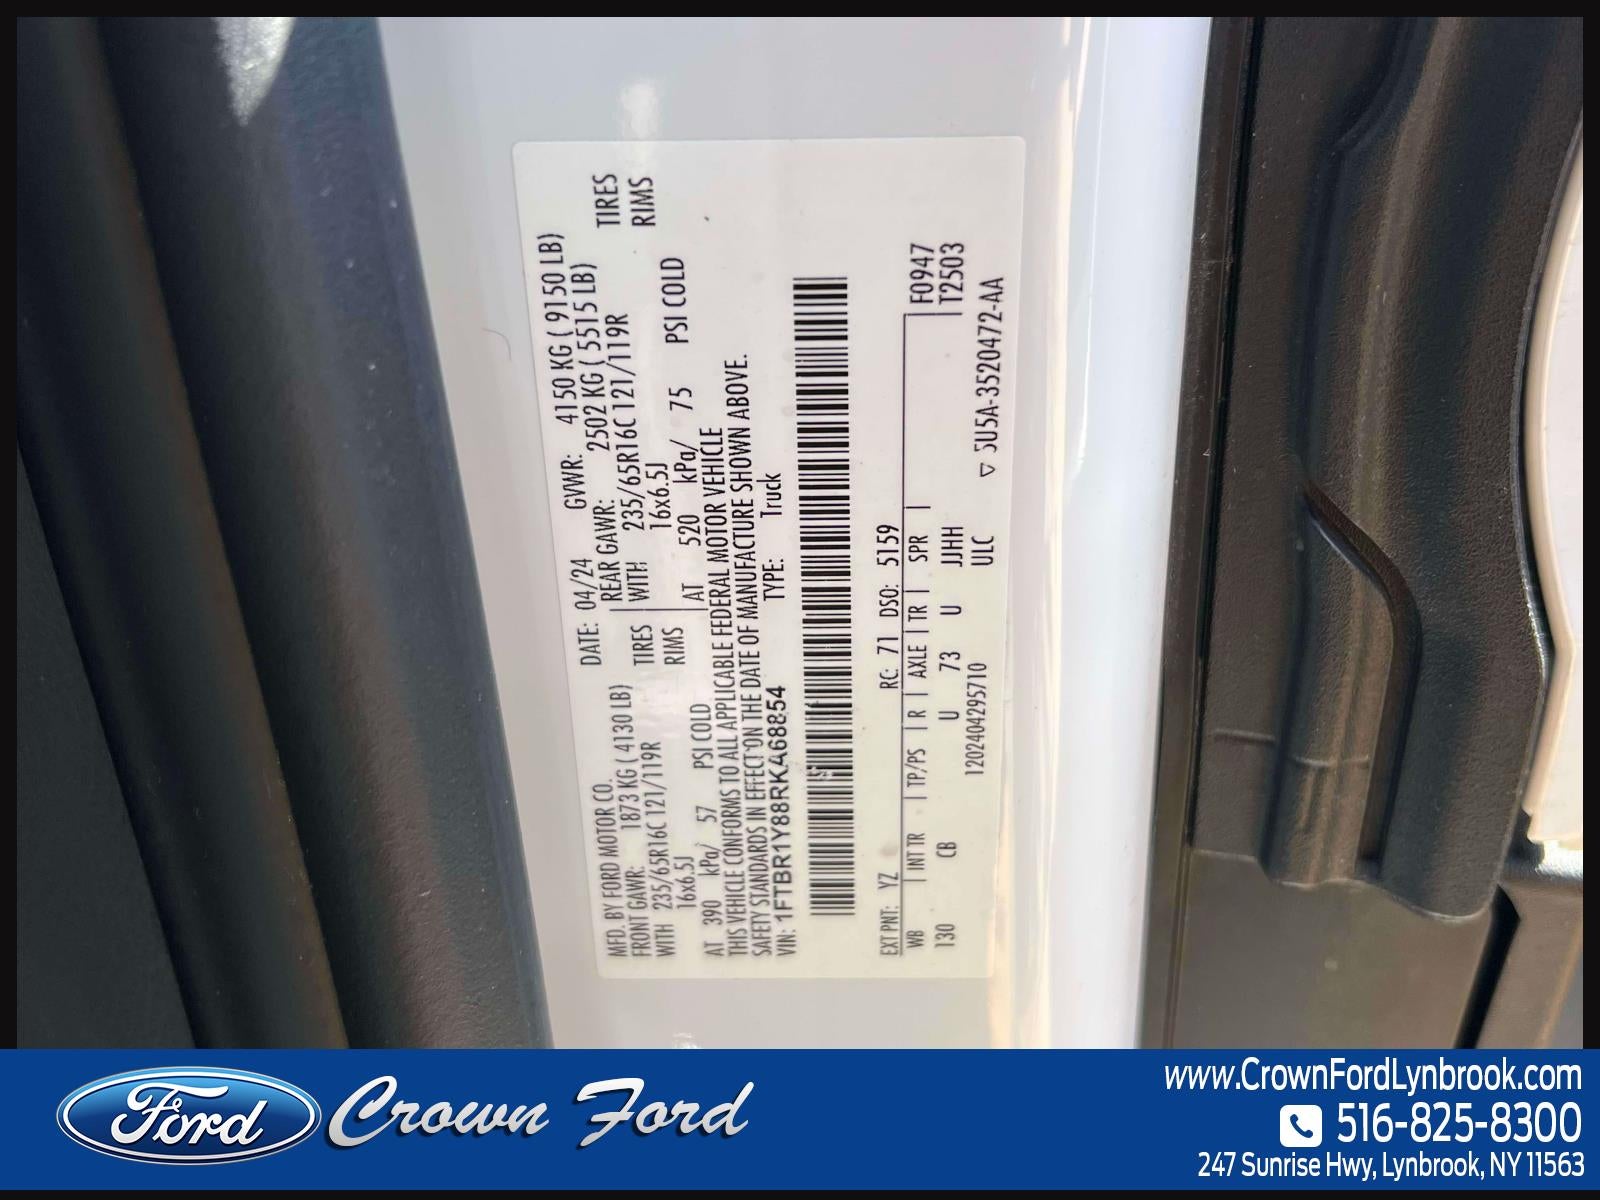 MFD. BY FORD MOTOR CO. DATE: 04/24 GVWR: 4150 KG ( 9150 LB)
FRONT GAWR: 1873 KG ( 4130 LB) REAR GAWR: 2502 KG ( 5515 LB)
WITH 235/65R16C 121/119R TIRES WITH 235/65R16C 121/119R TIRES
16x6.5J RIMS 16x6.5J RIMS
AT 390 kPa/ 57 PSI COLD AT 520 kPa/ 75 PSI COLD
THIS VEHICLE CONFORMS TO ALL APPLICABLE FEDERAL MOTOR VEHICLE
SAFETY STANDARDS IN EFFECT ON THE DATE OF MANUFACTURE SHOWN ABOVE.
VIN: 1FTBR1Y88RKA68854 TYPE: Truck
EXT PNT: YZ RC: 71 DSO: 5159
WB INT TR TP/PS R AXLE TR SPR F0947
130 CB U 73 U JJHH T2503
120240429571O ULC ▽ 5U5A-3520472-AA
Ford Crown Ford
www.CrownFordLynbrook.com
516-825-8300
247 Sunrise Hwy, Lynbrook, NY 11563